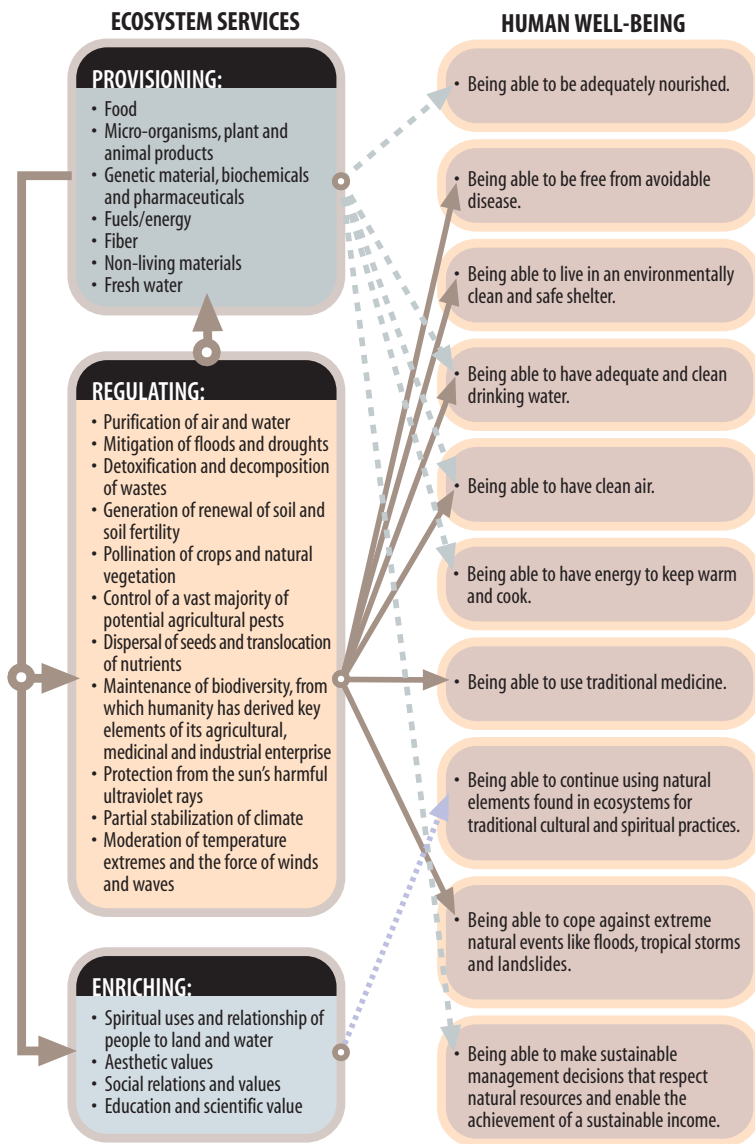 ECOSYSTEM SERVICES
PROVISIONING:
• Food
• Micro-organisms, plant and
animal products
• Genetic material, biochemicals
and pharmaceuticals
• Fuels/energy
• Fiber
• Non-living materials
• Fresh water
REGULATING:
• Purification of air and water
• Mitigation of floods and droughts
• Detoxification and decomposition
of wastes
• Generation of renewal of soil and
soil fertility
• Pollination of crops and natural
vegetation
• Control of a vast majority of
potential agricultural pests
• Dispersal of seeds and translocation
of nutrients
• Maintenance of biodiversity, from
which humanity has derived key
elements of its agricultural,
medicinal and industrial enterprise
• Protection from the sun's harmful
ultraviolet rays
• Partial stabilization of climate
• Moderation of temperature
extremes and the force of winds
and waves
ENRICHING:
• Spiritual uses and relationship of
people to land and water
• Aesthetic values
• Social relations and values
• Education and scientific value
HUMAN WELL-BEING
• Being able to be adequately nourished.
• Being able to be free from avoidable
disease.
• Being able to live in an environmentally
clean and safe shelter.
• Being able to have adequate and clean
drinking water.
• Being able to have clean air.
• Being able to have energy to keep warm
and cook.
• Being able to use traditional medicine.
• Being able to continue using natural
elements found in ecosystems for
traditional cultural and spiritual practices.
• Being able to cope against extreme
natural events like floods, tropical storms
and landslides.
• Being able to make sustainable
management decisions that respect
natural resources and enable the
achievement of a sustainable income.